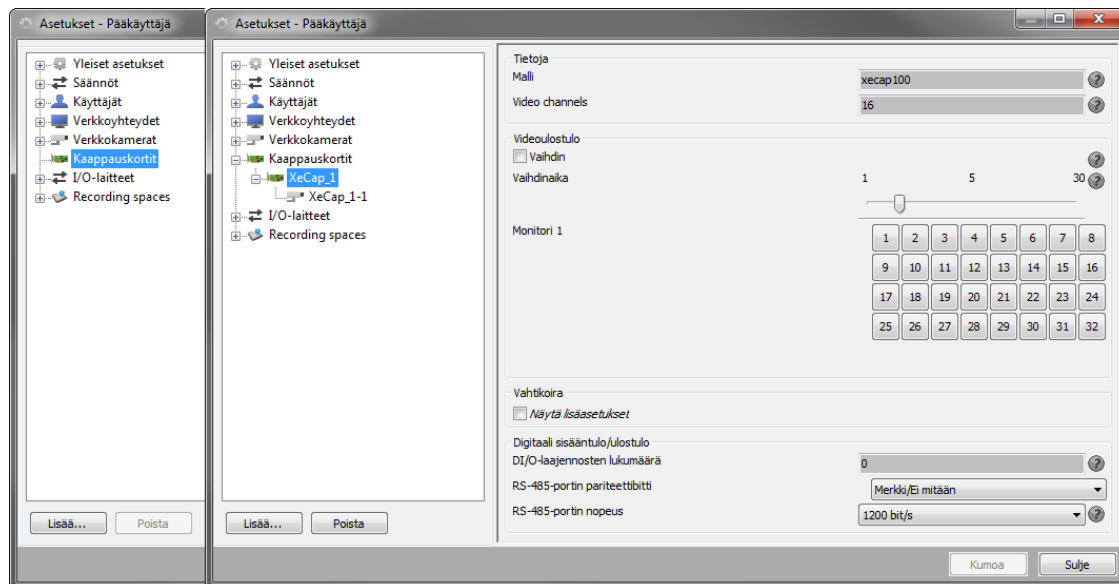 Asetukset - Pääkäyttäjä
Yleiset asetukset
Säännöt
Käyttäjät
Verkkoyhteydet
Verkkokamerat
Kaappauskortit
I/O-laitteet
Recording spaces
Lisää...
Poista
Asetukset - Pääkäyttäjä
Yleiset asetukset
Säännöt
Käyttäjät
Verkkoyhteydet
Verkkokamerat
Kaappauskortit
XeCap_1
XeCap_1-1
I/O-laitteet
Recording spaces
Lisää...
Poista
Tietoja
Malli
xecap100
Video channels
16
Videoulostulo
Vaihdin
Vaihdinaika
1 5 30
Monitori 1
1 2 3 4 5 6 7 8
9 10 11 12 13 14 15 16
17 18 19 20 21 22 23 24
25 26 27 28 29 30 31 32
Vahtikoira
Näytä lisäasetukset
Digitaali sisääntulo/ulostulo
DI/O-laajennosten lukumäärä
0
RS-485-portin pariteettibitti
Merkki/Ei mitään
RS-485-portin nopeus
1200 bit/s
Kumoa
Sulje